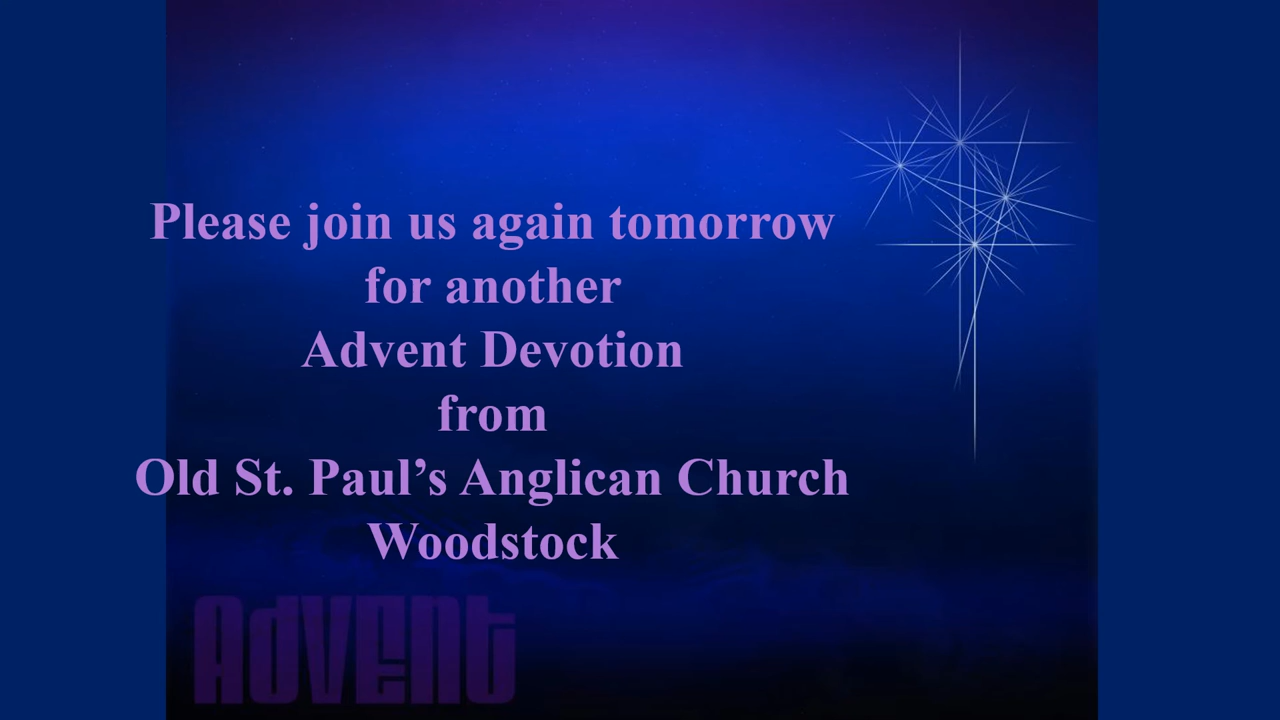 Please join us again tomorrow
for another
Advent Devotion
from
Old St. Paul’s Anglican Church
Woodstock
AdVENt